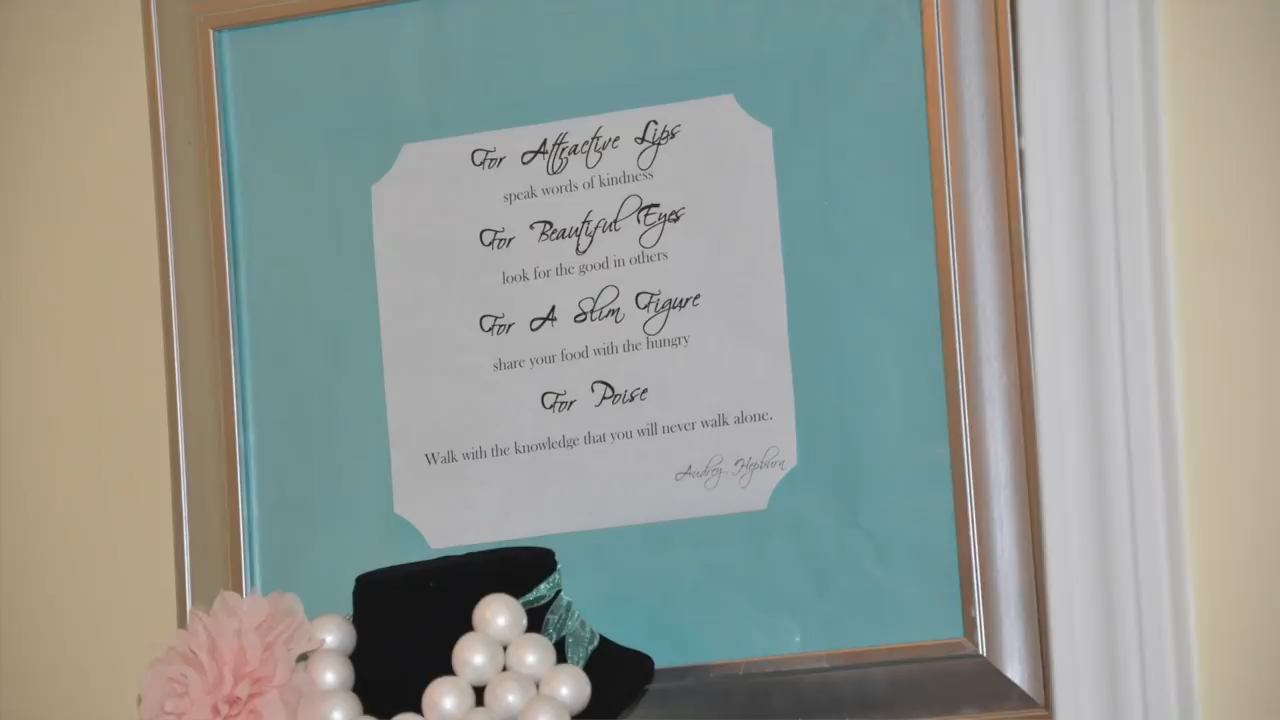 For Attractive Lips
speak words of kindness
For Beautiful Eyes
look for the good in others
For A Slim Figure
share your food with the hungry
For Poise
Walk with the knowledge that you will never walk alone.
Audrey Hepburn